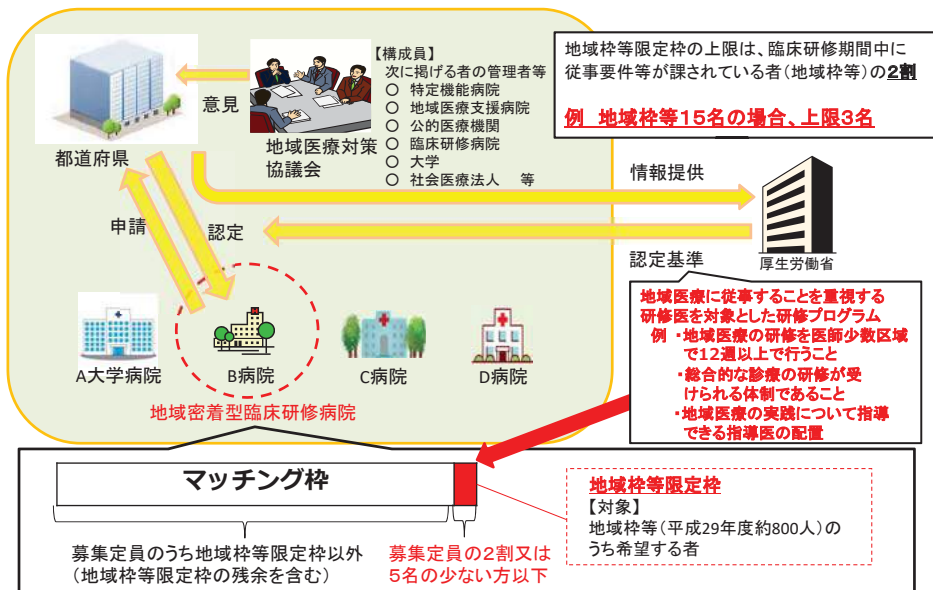 【構成員】
次に掲げる者の管理者等
○ 特定機能病院
○ 地域医療支援病院
○ 公的医療機関
○ 臨床研修病院
○ 大学
○ 社会医療法人　等
意見
都道府県
地域医療対策
協議会
地域枠等限定枠の上限は、臨床研修期間中に
従事要件等が課されている者(地域枠等)の2割
例　地域枠等15名の場合、上限3名
情報提供
申請
認定
認定基準
厚生労働省
地域医療に従事することを重視する
研修医を対象とした研修プログラム
例　・地域医療の研修を医師少数区域
で12週以上で行うこと
・総合的な診療の研修が受
けられる体制であること
・地域医療の実践について指導
できる指導医の配置
A大学病院
B病院
C病院
D病院
地域密着型臨床研修病院
マッチング枠
地域枠等限定枠
【対象】
地域枠等(平成29年度約800人)の
うち希望する者
募集定員のうち地域枠等限定枠以外
(地域枠等限定枠の残余を含む)
募集定員の2割又は
5名の少ない方以下